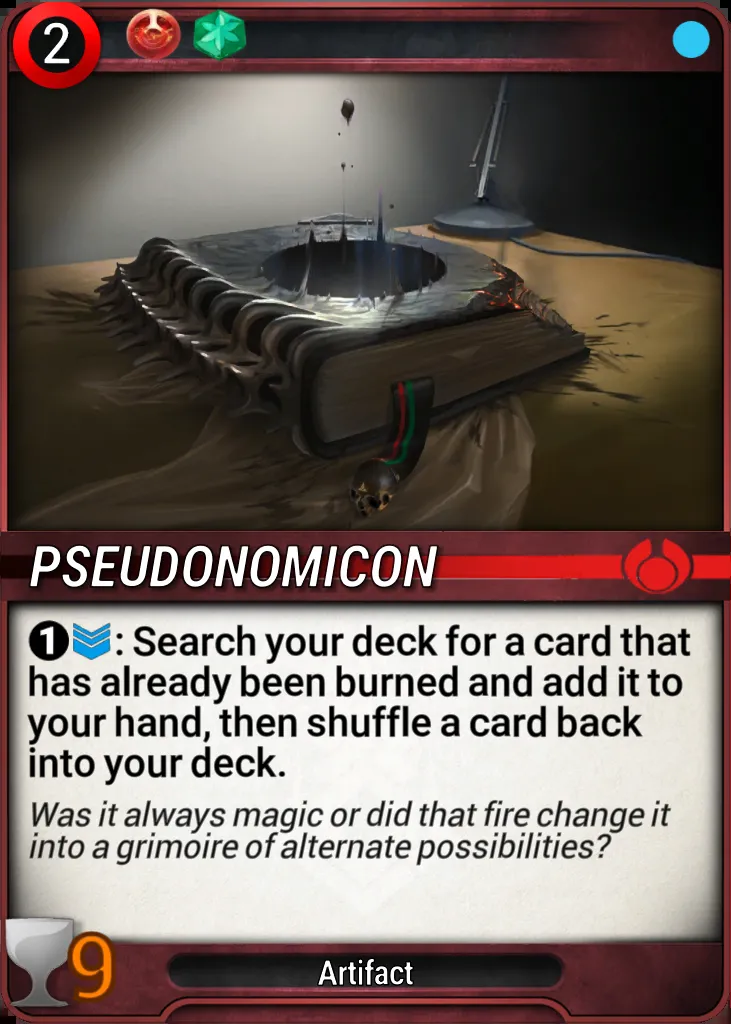 2
PSEUDONOMICON
1: Search your deck for a card that
has already been burned and add it to
your hand, then shuffle a card back
into your deck.
Was it always magic or did that fire change it
into a grimoire of alternate possibilities?
9
Artifact